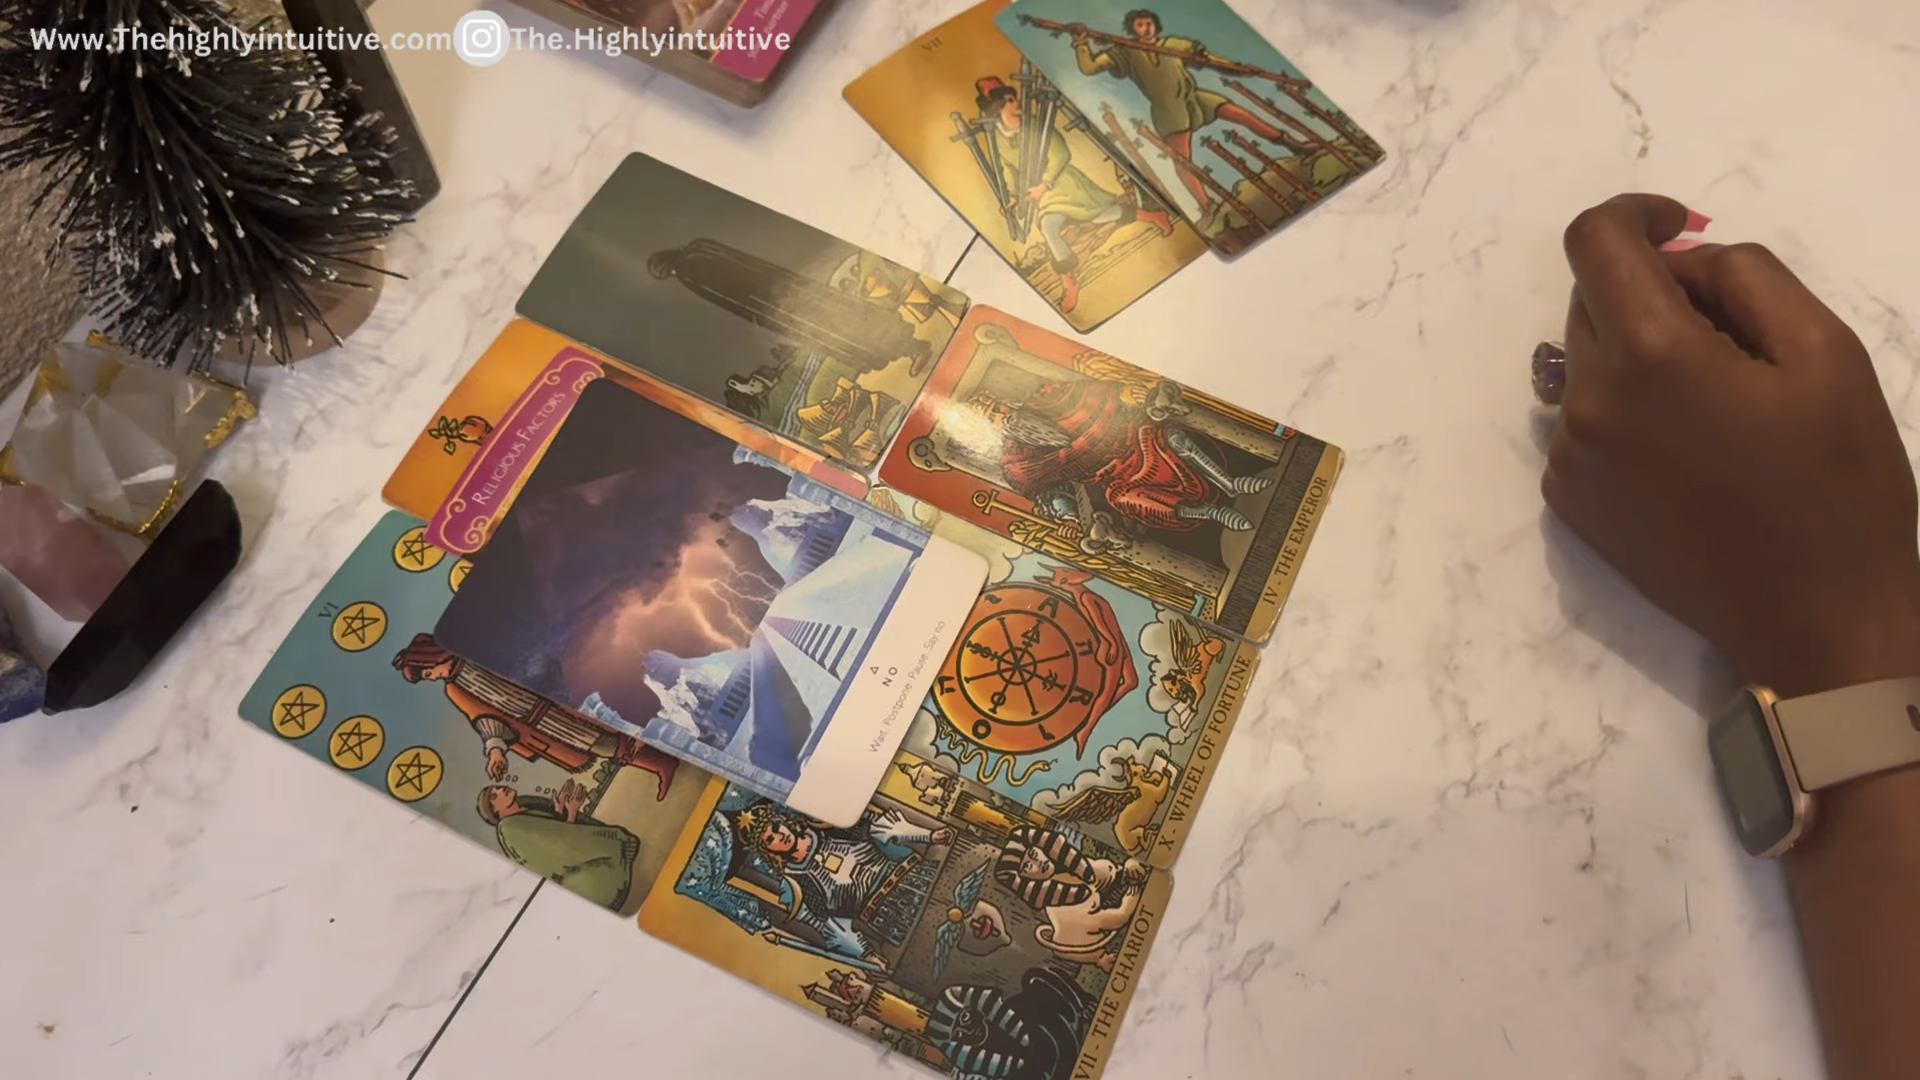 Www.Thehighlyintuitive.com The.Highlyintuitive
VII
RELIGIOUS FACTORS
IV - THE EMPEROR
VI
NO
Wait. Postpone. Pause. Say no
X - WHEEL OF FORTUNE
VII - THE CHARIOT